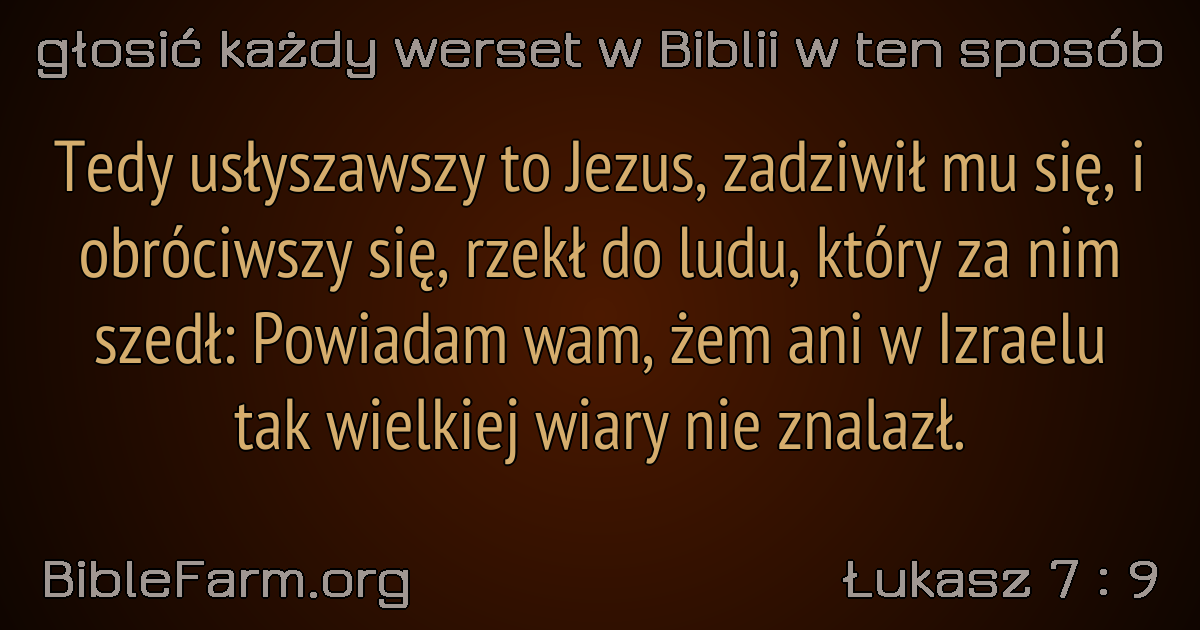 głosić każdy werset w Biblii w ten sposób
Tedy usłyszawszy to Jezus, zadziwił mu się, i
obróciwszy się, rzekł do ludu, który za nim
szedł: Powiadam wam, żem ani w Izraelu
tak wielkiej wiary nie znalazł.
BibleFarm.org
Łukasz 7 : 9